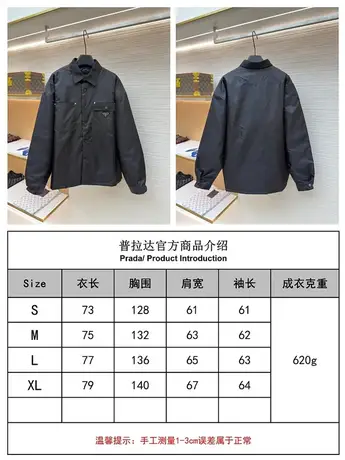 普拉达官方商品介绍
Prada/ Product Introduction
Size 衣长 胸围 肩宽 袖长 成衣克重
S 73 128 61 61
M 75 132 63 62
L 77 136 65 63
620g
XL 79 140 67 64
温馨提示：手工测量1-3cm误差属于正常